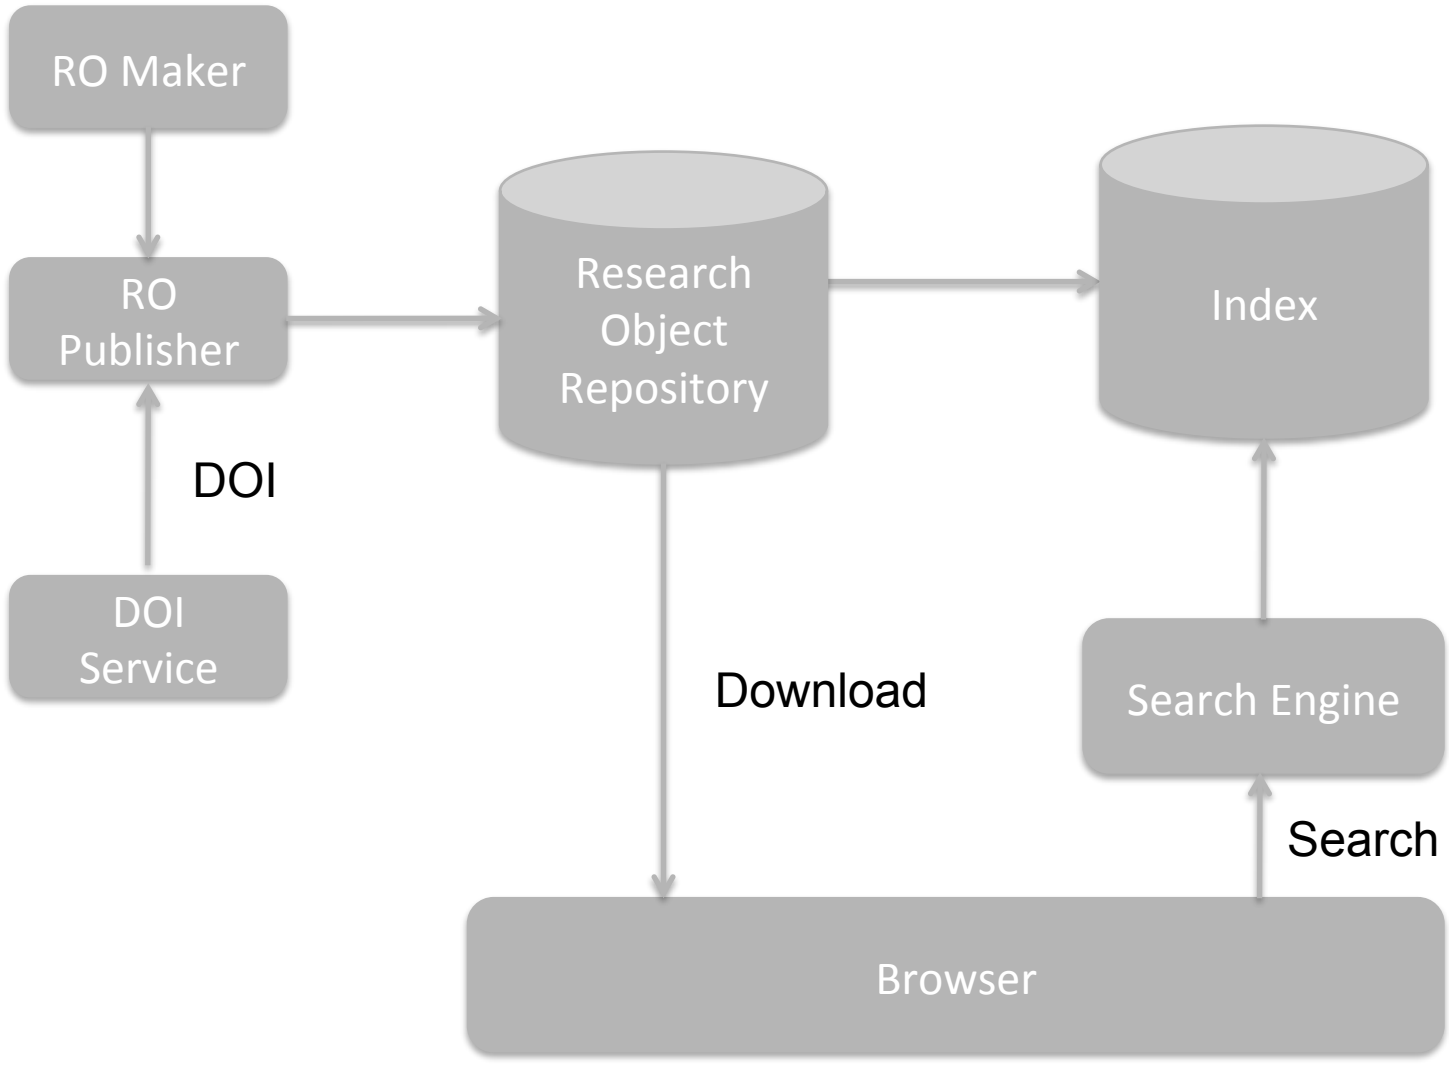 RO Maker
RO
Publisher
DOI
DOI
Service
Research
Object
Repository
Index
Download
Search Engine
Search
Browser